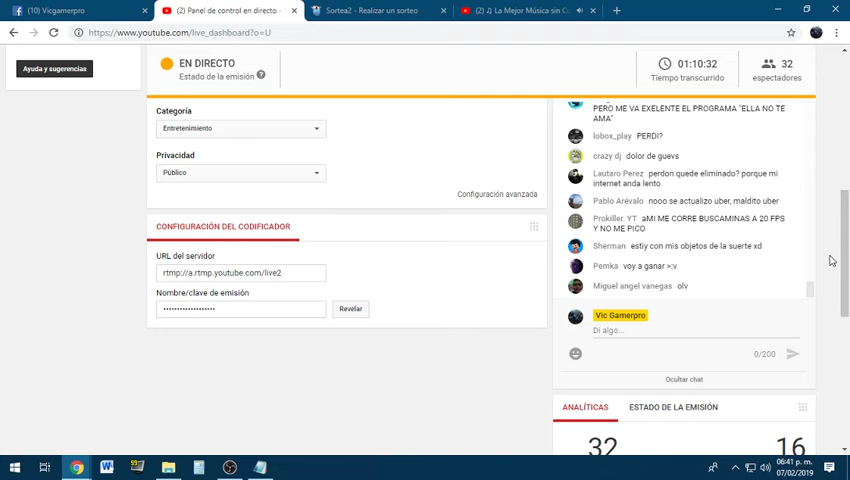 (10) Vicgamerpro
(2) Panel de control en directo -
Sortea2 - Realizar un sorteo
(2) ♫ La Mejor Música sin Co
https://www.youtube.com/live_dashboard?o=U
Ayuda y sugerencias
EN DIRECTO
Estado de la emisión
01:10:32
Tiempo transcurrido
32
espectadores
Categoría
Entretenimiento
Privacidad
Público
Configuración avanzada
CONFIGURACIÓN DEL CODIFICADOR
URL del servidor
rtmp://a.rtmp.youtube.com/live2
Nombre/clave de emisión
••••••••••••••••••••
Revelar
PERO ME VA EXELENTE EL PROGRAMA "ELLA NO TE
AMA"
lobox_play PERDI?
crazy dj dolor de guevs
Lautaro Perez perdon quede eliminado? porque mi
internet anda lento
Pablo Arévalo nooo se actualizo uber, maldito uber
Prokiller. YT aMI ME CORRE BUSCAMINAS A 20 FPS
Y NO ME PICO
Sherman estiy con mis objetos de la suerte xd
Pemka voy a ganar >:v
Miguel angel vanegas olv
Vic Gamerpro
Di algo...
0/200
Ocultar chat
ANALÍTICAS
ESTADO DE LA EMISIÓN
32
16
06:41 p. m.
07/02/2019